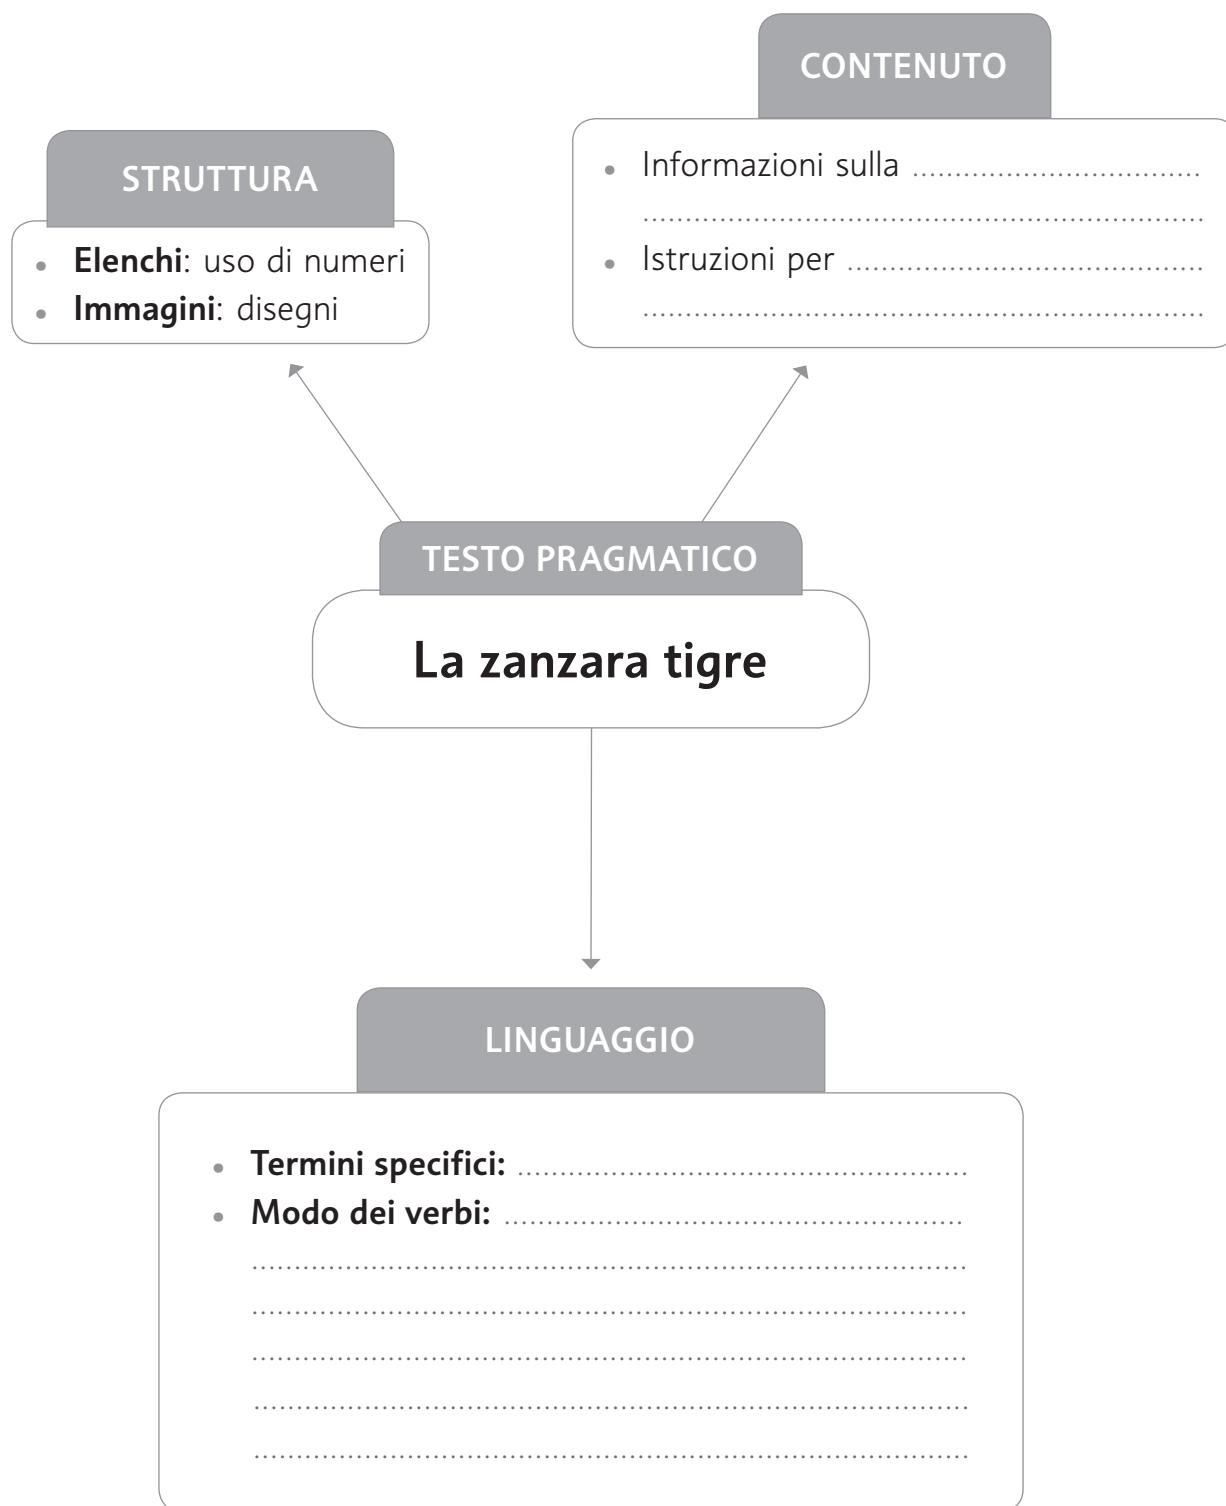 STRUTTURA
• Elenchi: uso di numeri
• Immagini: disegni
CONTENUTO
• Informazioni sulla ..................................
..................................................................
• Istruzioni per ..........................................
..................................................................
TESTO PRAGMATICO
La zanzara tigre
LINGUAGGIO
• Termini specifici: .....................................................
• Modo dei verbi: ......................................................
....................................................................................
....................................................................................
....................................................................................
....................................................................................
....................................................................................